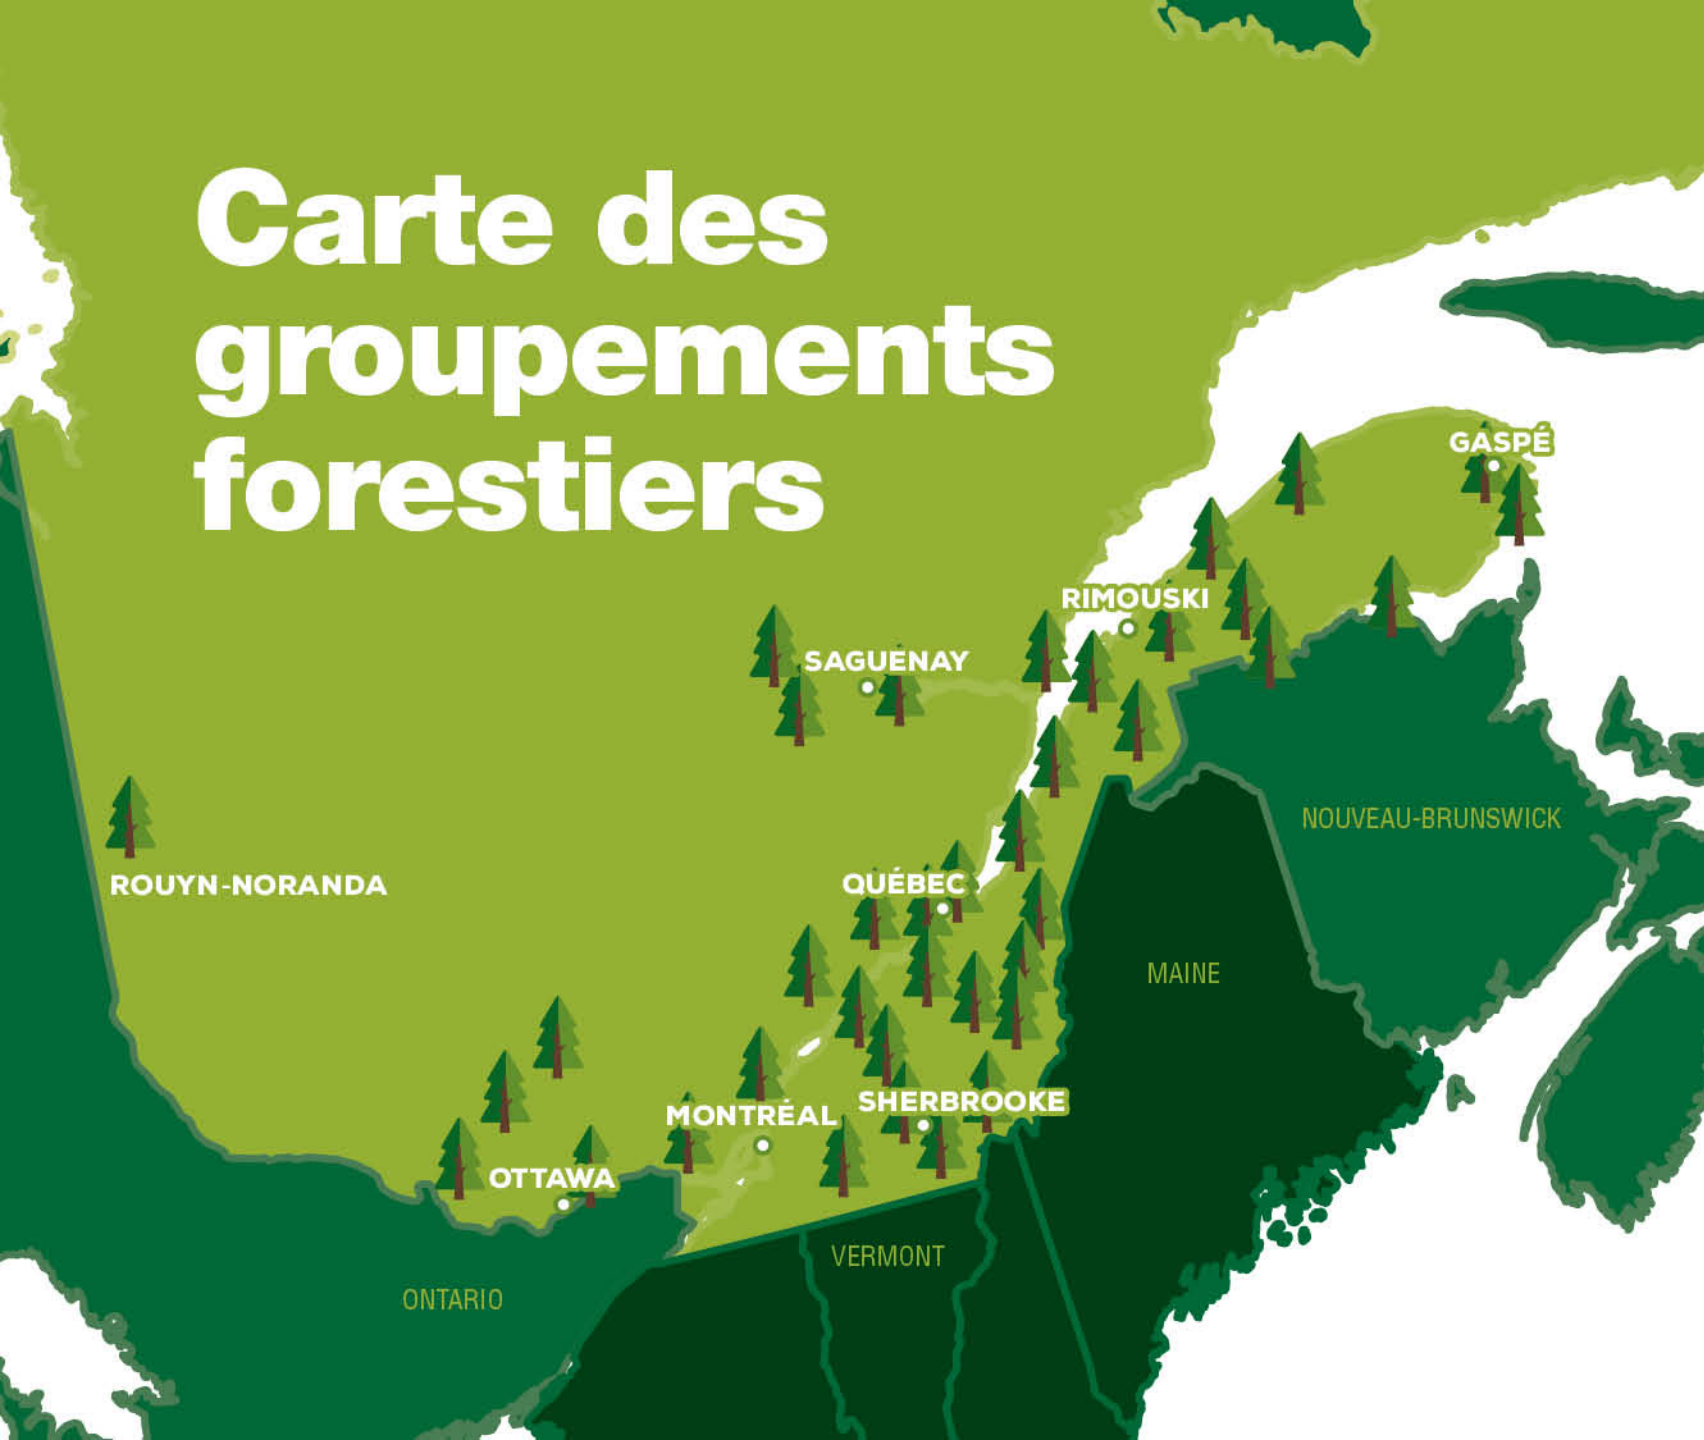 Carte des
groupements
forestiers
GASPÉ
RIMOUSKI
SAGUENAY
NOUVEAU-BRUNSWICK
ROUYN-NORANDA
QUÉBEC
MAINE
SHERBROOKE
MONTRÉAL
OTTAWA
VERMONT
ONTARIO